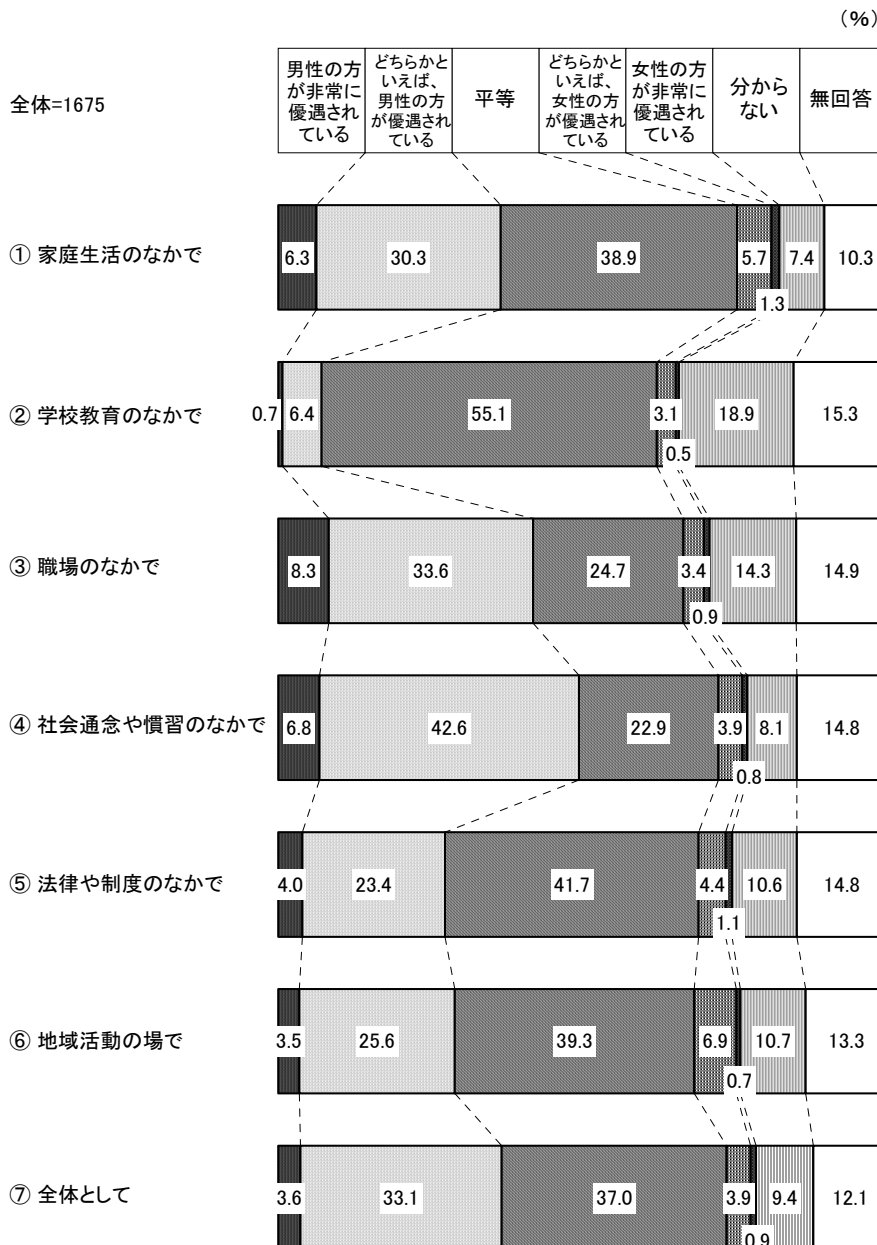 (%)
全体=1675
男性の方
が非常に
優遇され
ている
どちらかと
いえば、
男性の方
が優遇され
ている
平等
どちらかと
いえば、
女性の方
が優遇され
ている
女性の方
が非常に
優遇され
ている
分から
ない
無回答
① 家庭生活のなかで
6.3 30.3 38.9 5.7 7.4 10.3
1.3
② 学校教育のなかで
0.7 6.4 55.1 3.1 18.9 15.3
0.5
③ 職場のなかで
8.3 33.6 24.7 3.4 14.3 14.9
0.9
④ 社会通念や慣習のなかで
6.8 42.6 22.9 3.9 8.1 14.8
0.8
⑤ 法律や制度のなかで
4.0 23.4 41.7 4.4 10.6 14.8
1.1
⑥ 地域活動の場で
3.5 25.6 39.3 6.9 10.7 13.3
0.7
⑦ 全体として
3.6 33.1 37.0 3.9 9.4 12.1
0.9